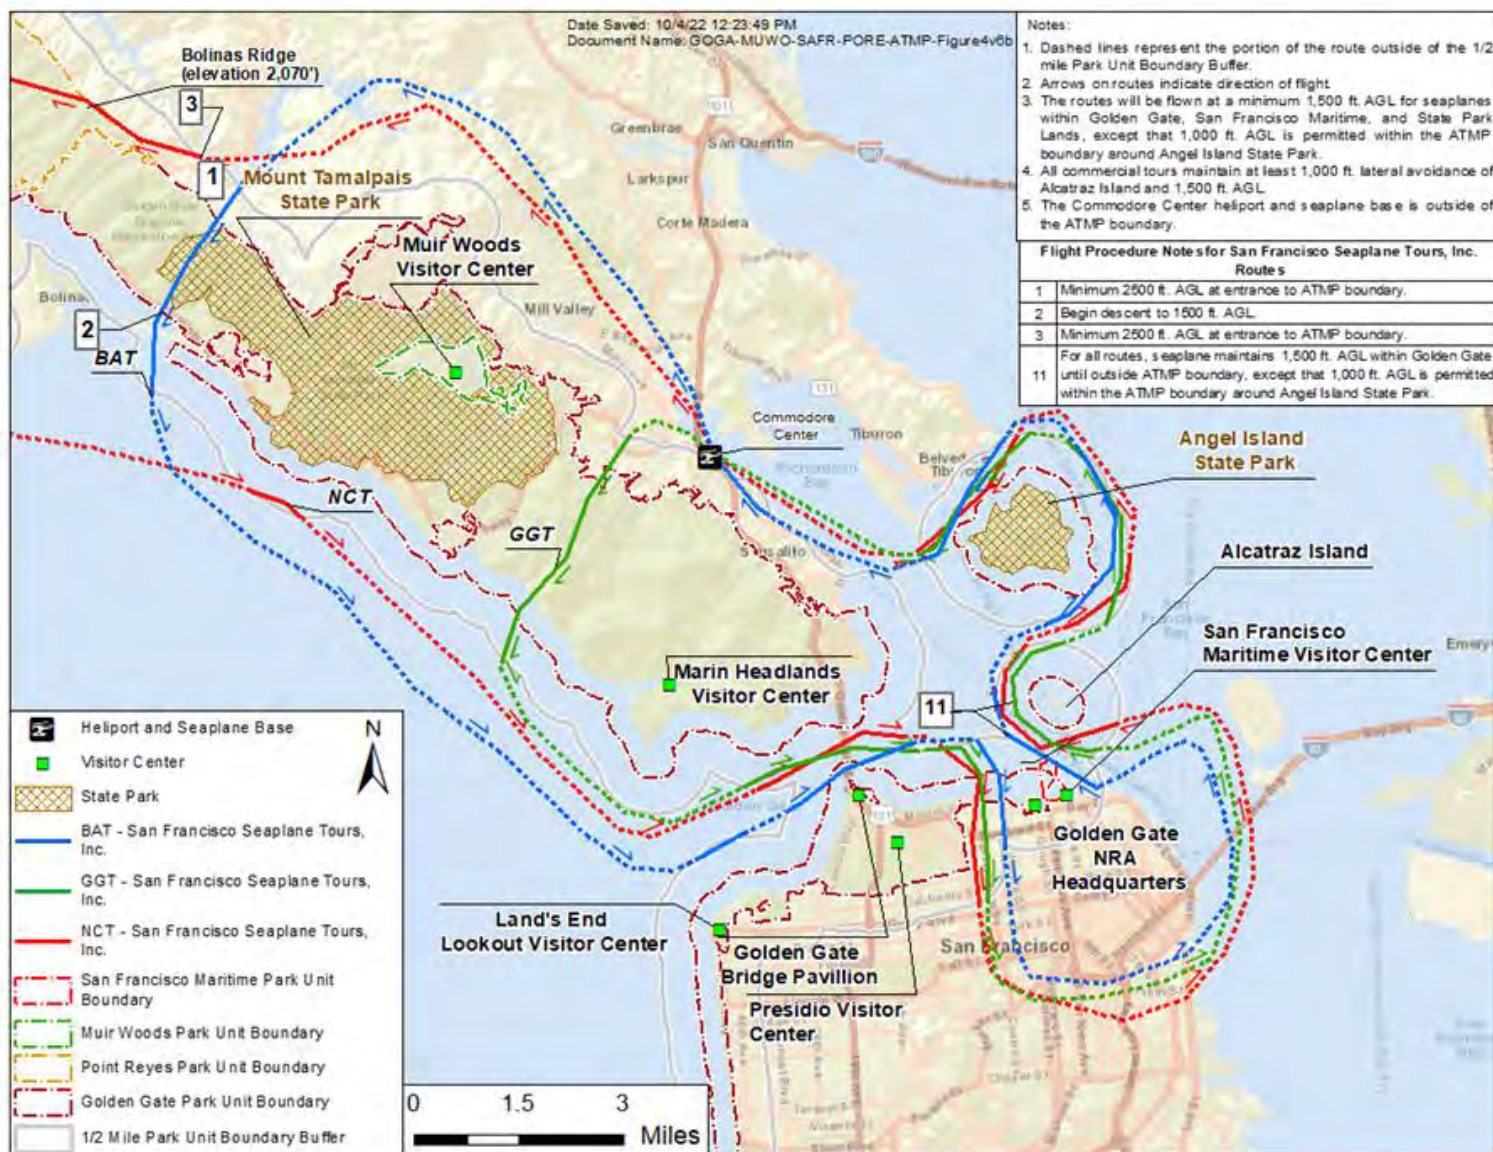 Date Saved: 10/4/22 12:23:49 PM
Document Name: GOGA-MUWO-SAFR-PORE-ATMP-Figure4v6b
Notes:
1. Dashed lines represent the portion of the route outside of the 1/2
mile Park Unit Boundary Buffer.
2. Arrows on routes indicate direction of flight.
3. The routes will be flown at a minimum 1,500 ft. AGL for seaplanes
within Golden Gate, San Francisco Maritime, and State Park
Lands, except that 1,000 ft. AGL is permitted within the ATMP
boundary around Angel Island State Park.
4. All commercial tours maintain at least 1,000 ft. lateral avoidance of
Alcatraz Island and 1,500 ft. AGL
5. The Commodore Center heliport and seaplane base is outside of
the ATMP boundary.
Flight Procedure Notes for San Francisco Seaplane Tours, Inc.
Routes
1 Minimum 2500 ft. AGL at entrance to ATMP boundary.
2 Begin descent to 1500 ft. AGL.
3 Minimum 2500 ft. AGL at entrance to ATMP boundary.
11 For all routes, seaplane maintains 1,500 ft. AGL within Golden Gate
until outside ATMP boundary, except that 1,000 ft. AGL is permitted
within the ATMP boundary around Angel Island State Park.
Bolinas Ridge
(elevation 2,070')
3
1
Mount Tamalpais
State Park
Muir Woods
Visitor Center
Greenbrae
San Quentin
Larkspur
Corte Madera
Mill Valley
101
580
131
Bolinas
2
BAT
NCT
GGT
Commodore
Center
Tiburon
Belved
Tiburon
Angel Island
State Park
Sausalito
Alcatraz Island
San Francisco
Maritime Visitor Center
Emery
Marin Headlands
Visitor Center
11
Golden Gate
NRA
Headquarters
Land's End
Lookout Visitor Center
Golden Gate
Bridge Pavillion
San Francisco
Presidio Visitor
Center
N
Heliport and Seaplane Base
Visitor Center
State Park
BAT - San Francisco Seaplane Tours,
Inc.
GGT - San Francisco Seaplane Tours,
Inc.
NCT - San Francisco Seaplane Tours,
Inc.
San Francisco Maritime Park Unit
Boundary
Muir Woods Park Unit Boundary
Point Reyes Park Unit Boundary
Golden Gate Park Unit Boundary
1/2 Mile Park Unit Boundary Buffer
0 1.5 3
Miles